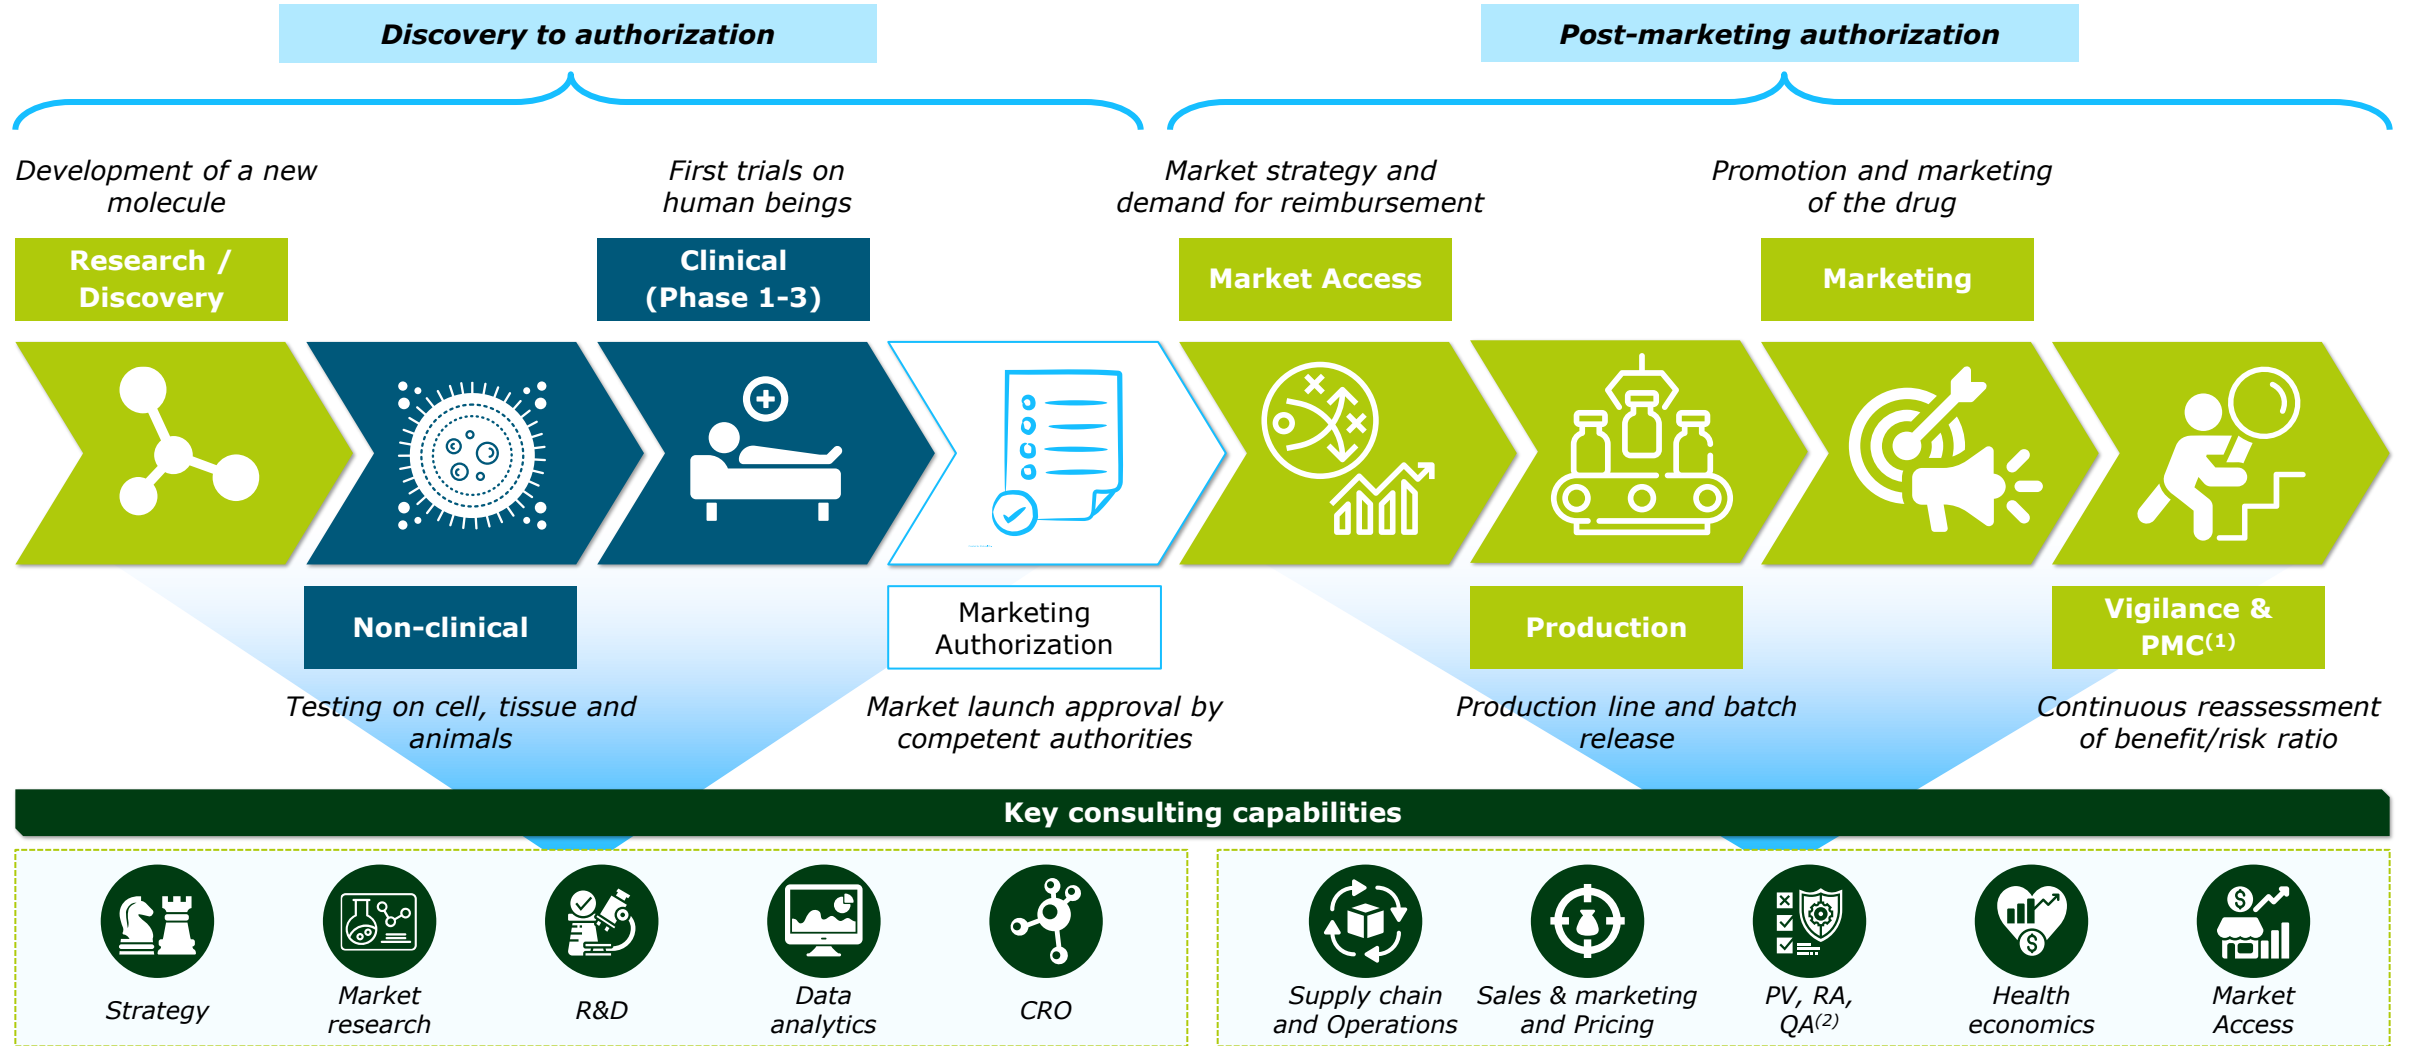 Discovery to authorization
Post-marketing authorization
Development of a new
molecule
First trials on
human beings
Market strategy and
demand for reimbursement
Promotion and marketing
of the drug
Research /
Discovery
Clinical
(Phase 1-3)
Market Access
Marketing
Non-clinical
Marketing
Authorization
Production
Vigilance &
PMC(1)
Testing on cell, tissue and
animals
Market launch approval by
competent authorities
Production line and batch
release
Continuous reassessment
of benefit/risk ratio
Key consulting capabilities
Strategy
Market
research
R&D
Data
analytics
CRO
Supply chain
and Operations
Sales & marketing
and Pricing
PV, RA,
QA(2)
Health
economics
Market
Access